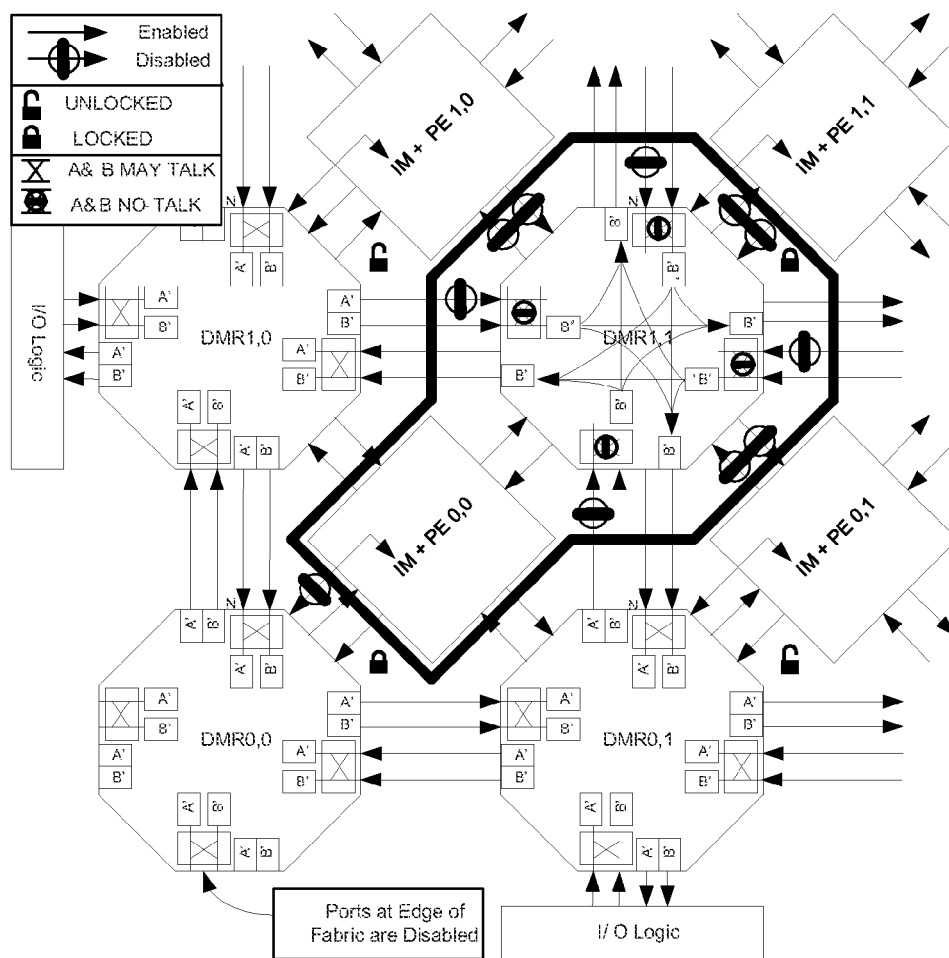 Enabled
Disabled
UNLOCKED
LOCKED
A& B MAY TALK
A&B NO-TALK
IM + PE 1,0
IM + PE 1,1
N
A' B'
B'
B'
A'
B'
A'
B'
A'
B'
DMR1,0
A'
B'
A' B'
A' B'
I/O Logic
B'
B'
DMR1,1
B'
'B'
B'
B'
IM + PE 0,0
IM + PE 0,1
A' B'
N
A' B'
A'
B'
A'
B'
DMR0,0
A'
B'
A'
B'
A' B'
A' B'
A' B'
N
A' B'
A'
B'
A'
B'
DMR0,1
A'
B'
A'
B'
A' B'
A' B'
Ports at Edge of
Fabric are Disabled
I/ O Logic